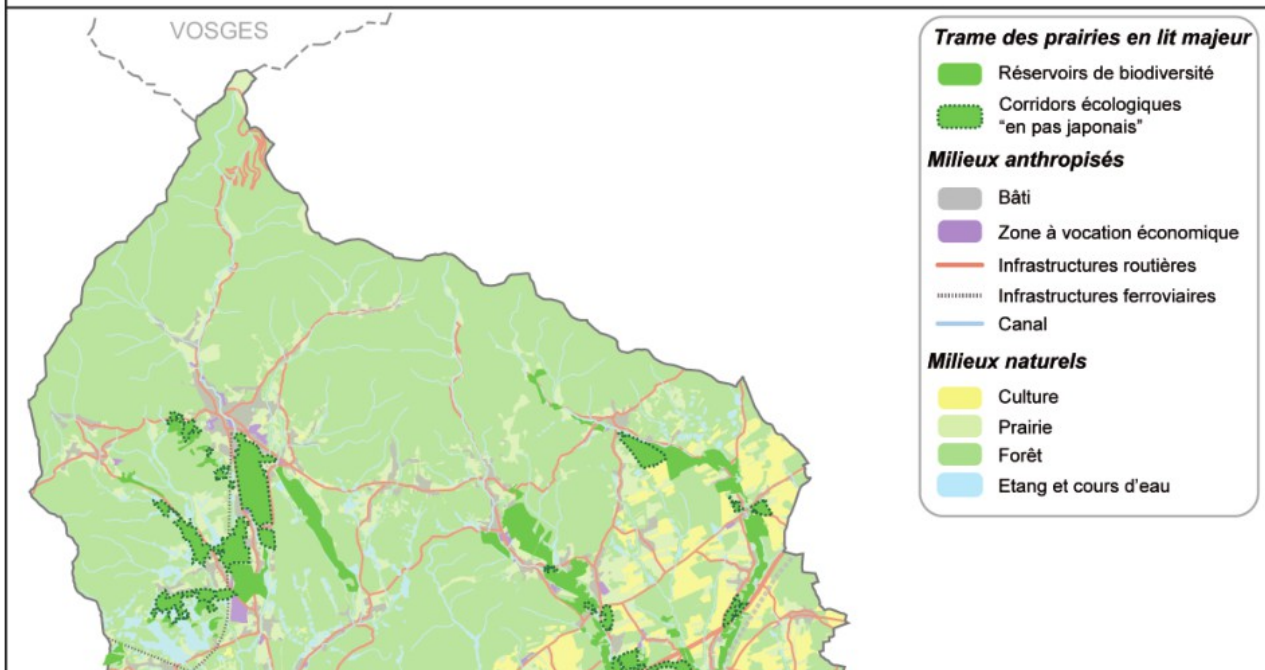 VOSGES
Trame des prairies en lit majeur
Réservoirs de biodiversité
Corridors écologiques
"en pas japonais"
Milieux anthropisés
Bâti
Zone à vocation économique
Infrastructures routières
Infrastructures ferroviaires
Canal
Milieux naturels
Culture
Prairie
Forêt
Etang et cours d'eau